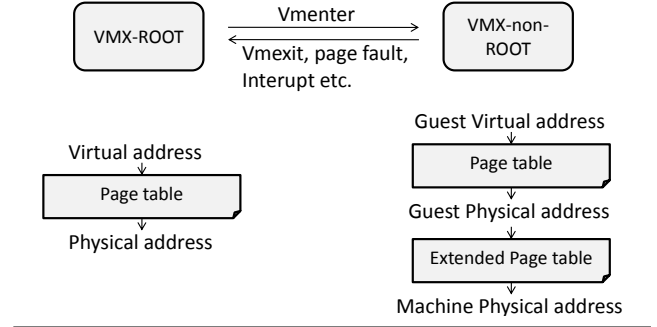 Vmenter
VMX-ROOT
VMX-non-
ROOT
Vmexit, page fault,
Interupt etc.
Virtual address
Page table
Physical address
Guest Virtual address
Page table
Guest Physical address
Extended Page table
Machine Physical address